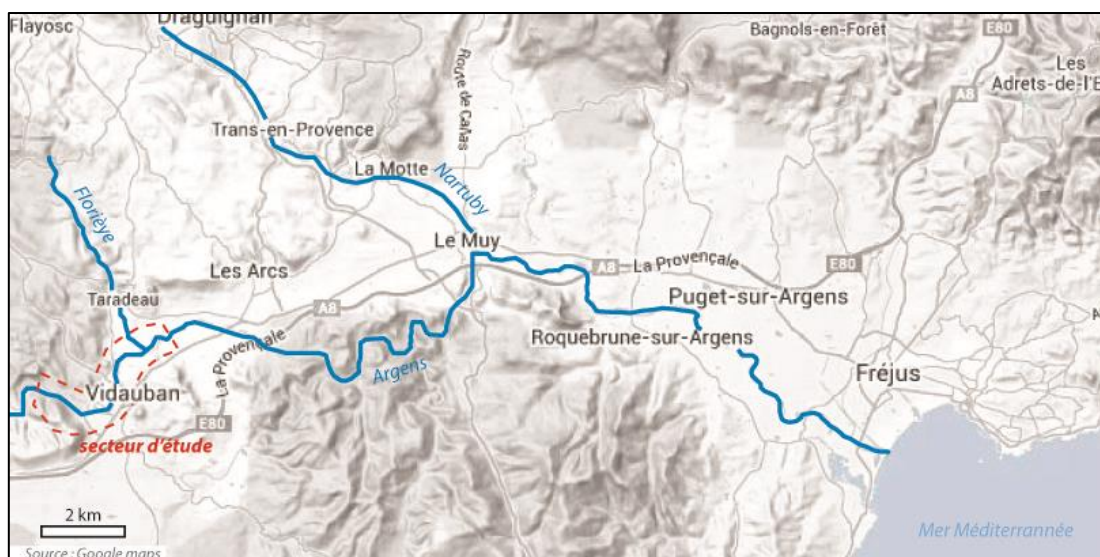 Draguignan
Flayosc
Bagnols-en-Forêt
E80
Les
Adrets-de-l'E
Route de Cañas
A8
Trans-en-Provence
La Motte
Nartuby
Florièye
Le Muy
Les Arcs
A8
La Provençale
E80
Taradeau
A8
Puget-sur-Argens
Roquebrune-sur-Argens
La Provençale
Argens
Fréjus
Vidauban
E80
secteur d'étude
2 km
Mer Méditerrannée
Source : Google maps